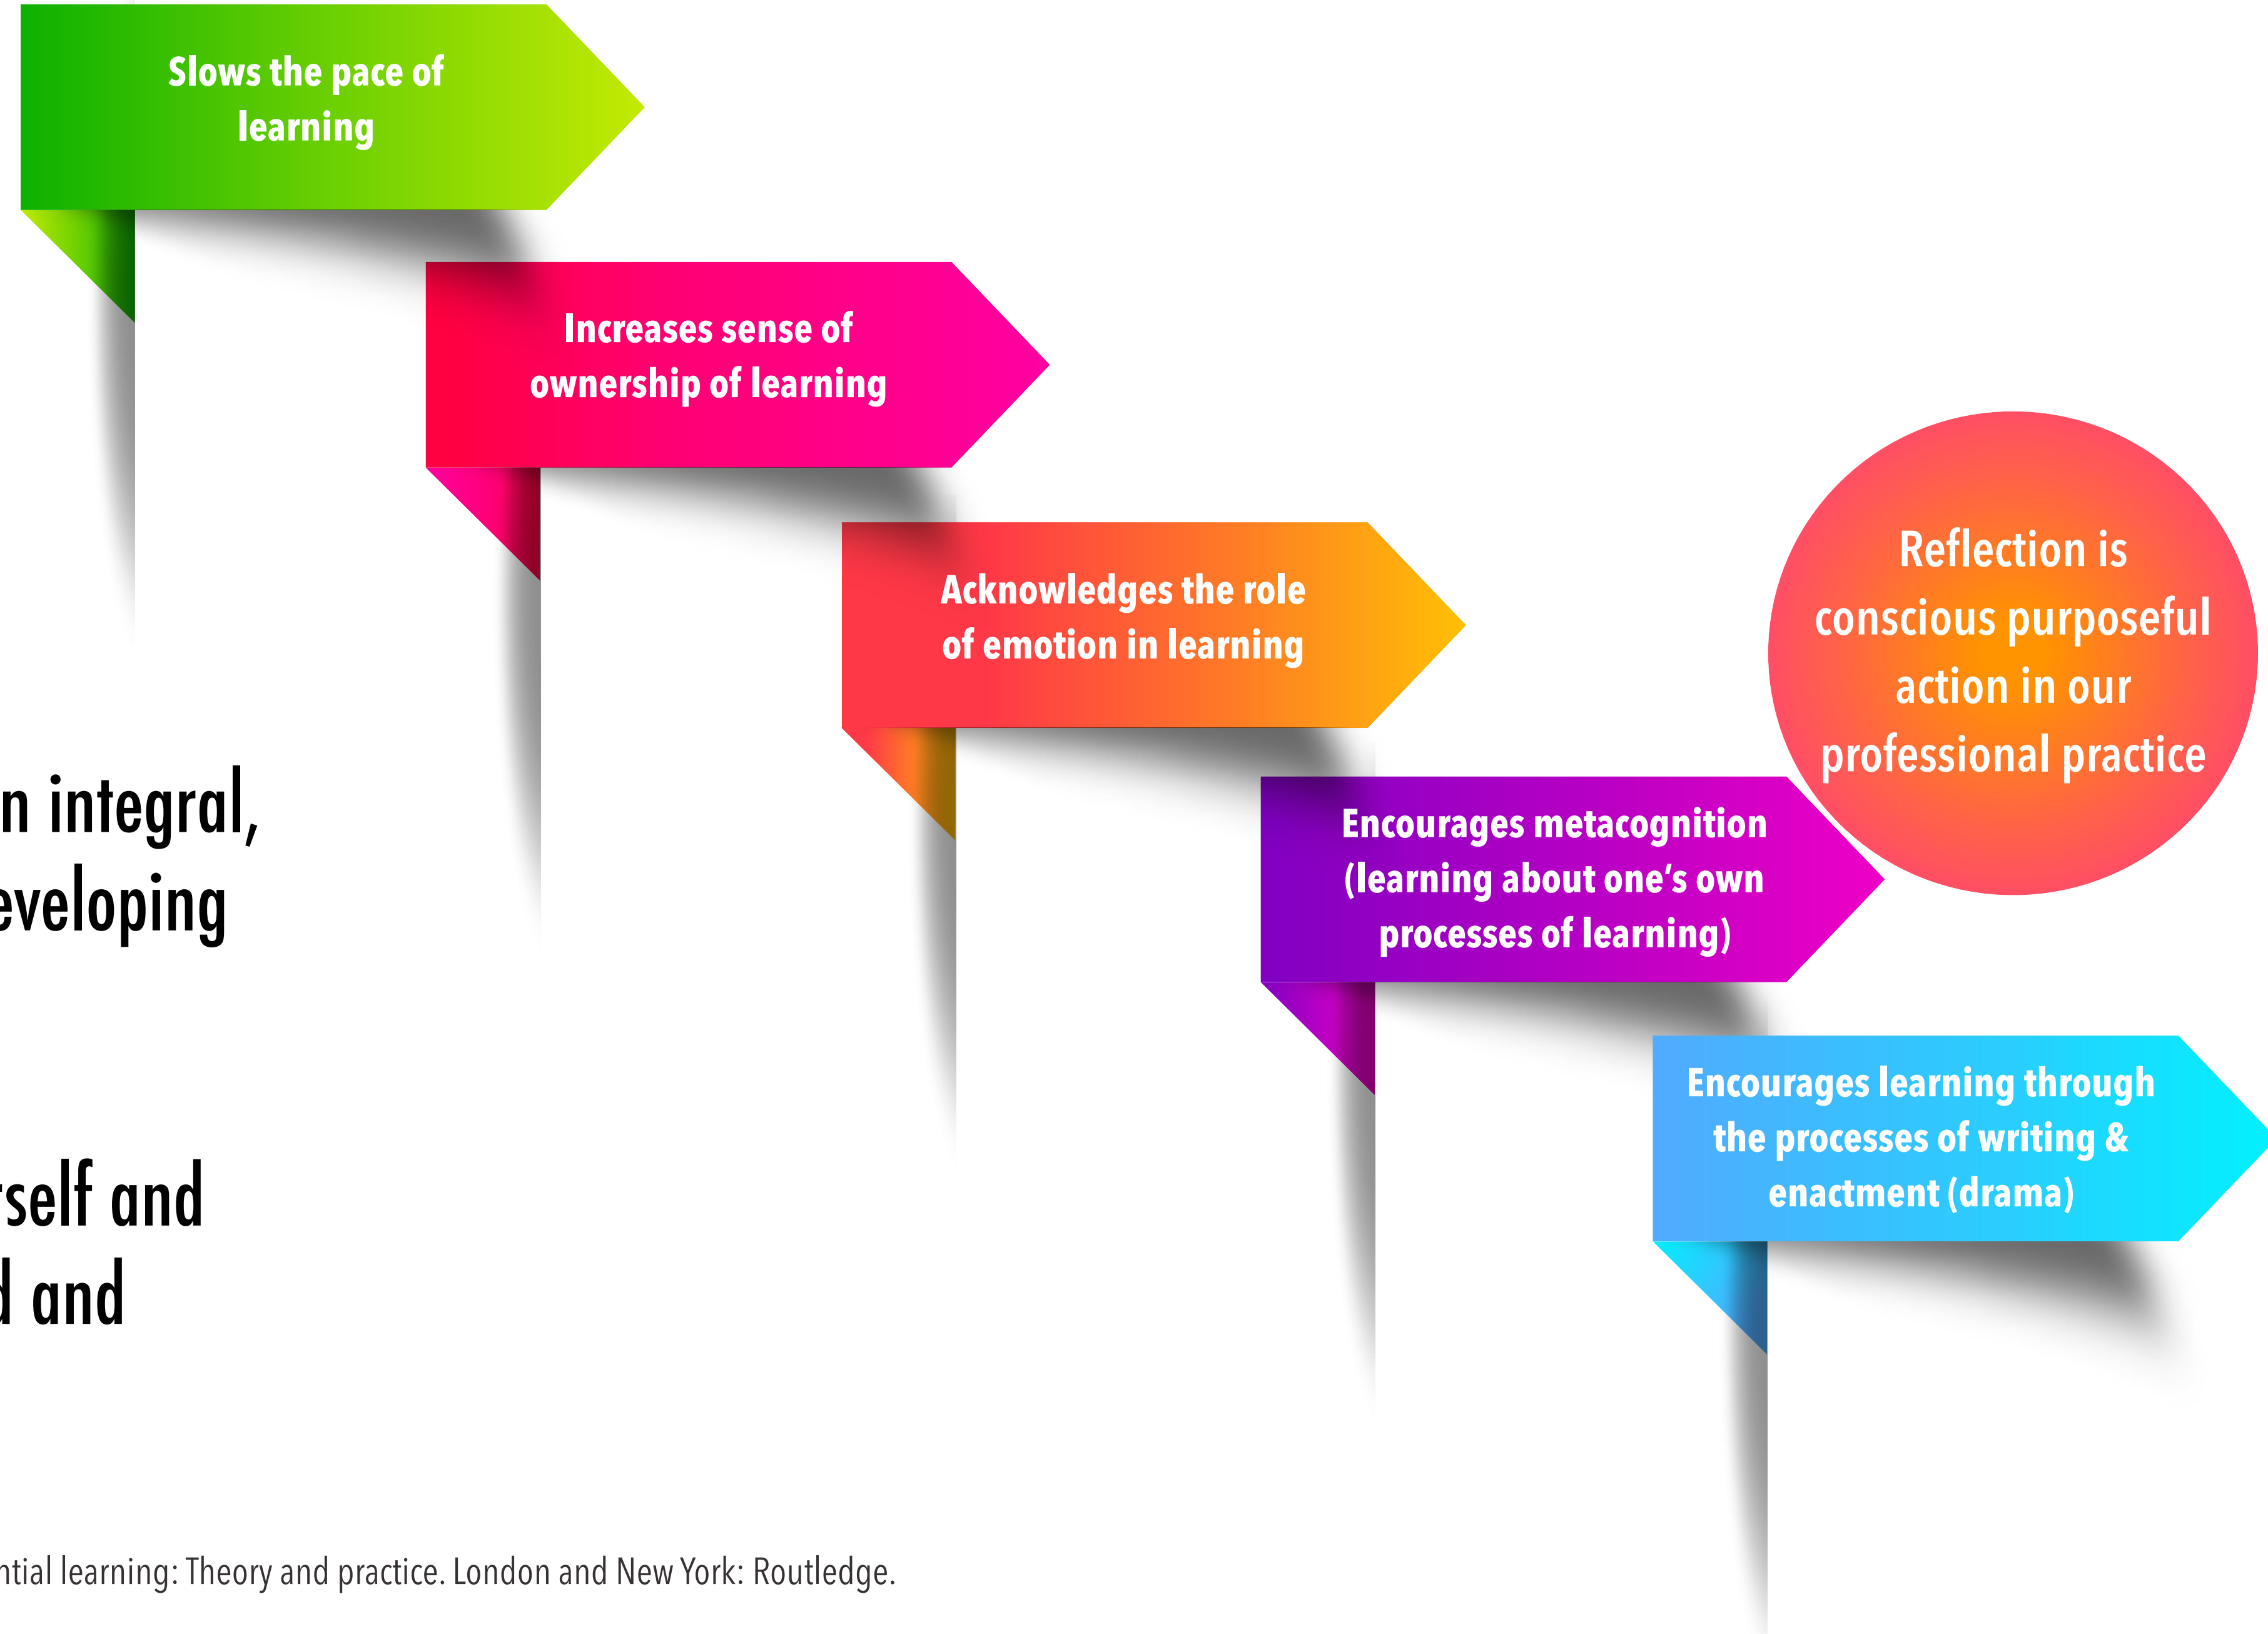 Slows the pace of
learning
Increases sense of
ownership of learning
Acknowledges the role
of emotion in learning
Reflection is
conscious purposeful
action in our
professional practice
Encourages metacognition
(learning about one's own
processes of learning)
Encourages learning through
the processes of writing &
enactment (drama)
integral,
and
and
learning: Theory and practice. London and New York: Routledge.